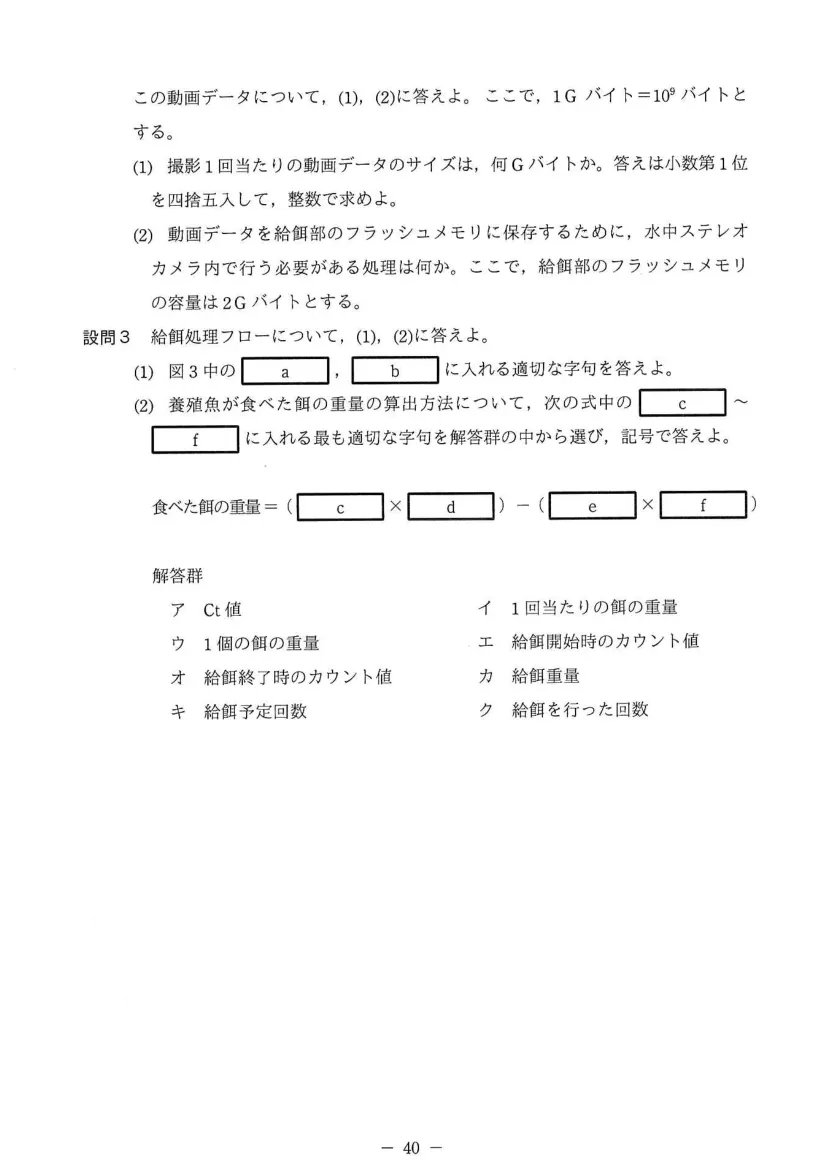 この動画データについて，(1)，(2)に答えよ。ここで，1G バイト＝10⁹ バイトと
する。
(1) 撮影1回当たりの動画データのサイズは，何Gバイトか。答えは小数第1位
を四捨五入して，整数で求めよ。
(2) 動画データを給餌部のフラッシュメモリに保存するために，水中ステレオ
カメラ内で行う必要がある処理は何か。ここで，給餌部のフラッシュメモリ
の容量は2Gバイトとする。
設問3 給餌処理フローについて，(1)，(2)に答えよ。
(1) 図3中の a ， b に入れる適切な字句を答えよ。
(2) 養殖魚が食べた餌の重量の算出方法について，次の式中の c ～
f に入れる最も適切な字句を解答群の中から選び，記号で答えよ。
食べた餌の重量＝（ c × d ）－（ e × f ）
解答群
ア Ct値 イ 1回当たりの餌の重量
ウ 1個の餌の重量 エ 給餌開始時のカウント値
オ 給餌終了時のカウント値 カ 給餌重量
キ 給餌予定回数 ク 給餌を行った回数
－ 40 －